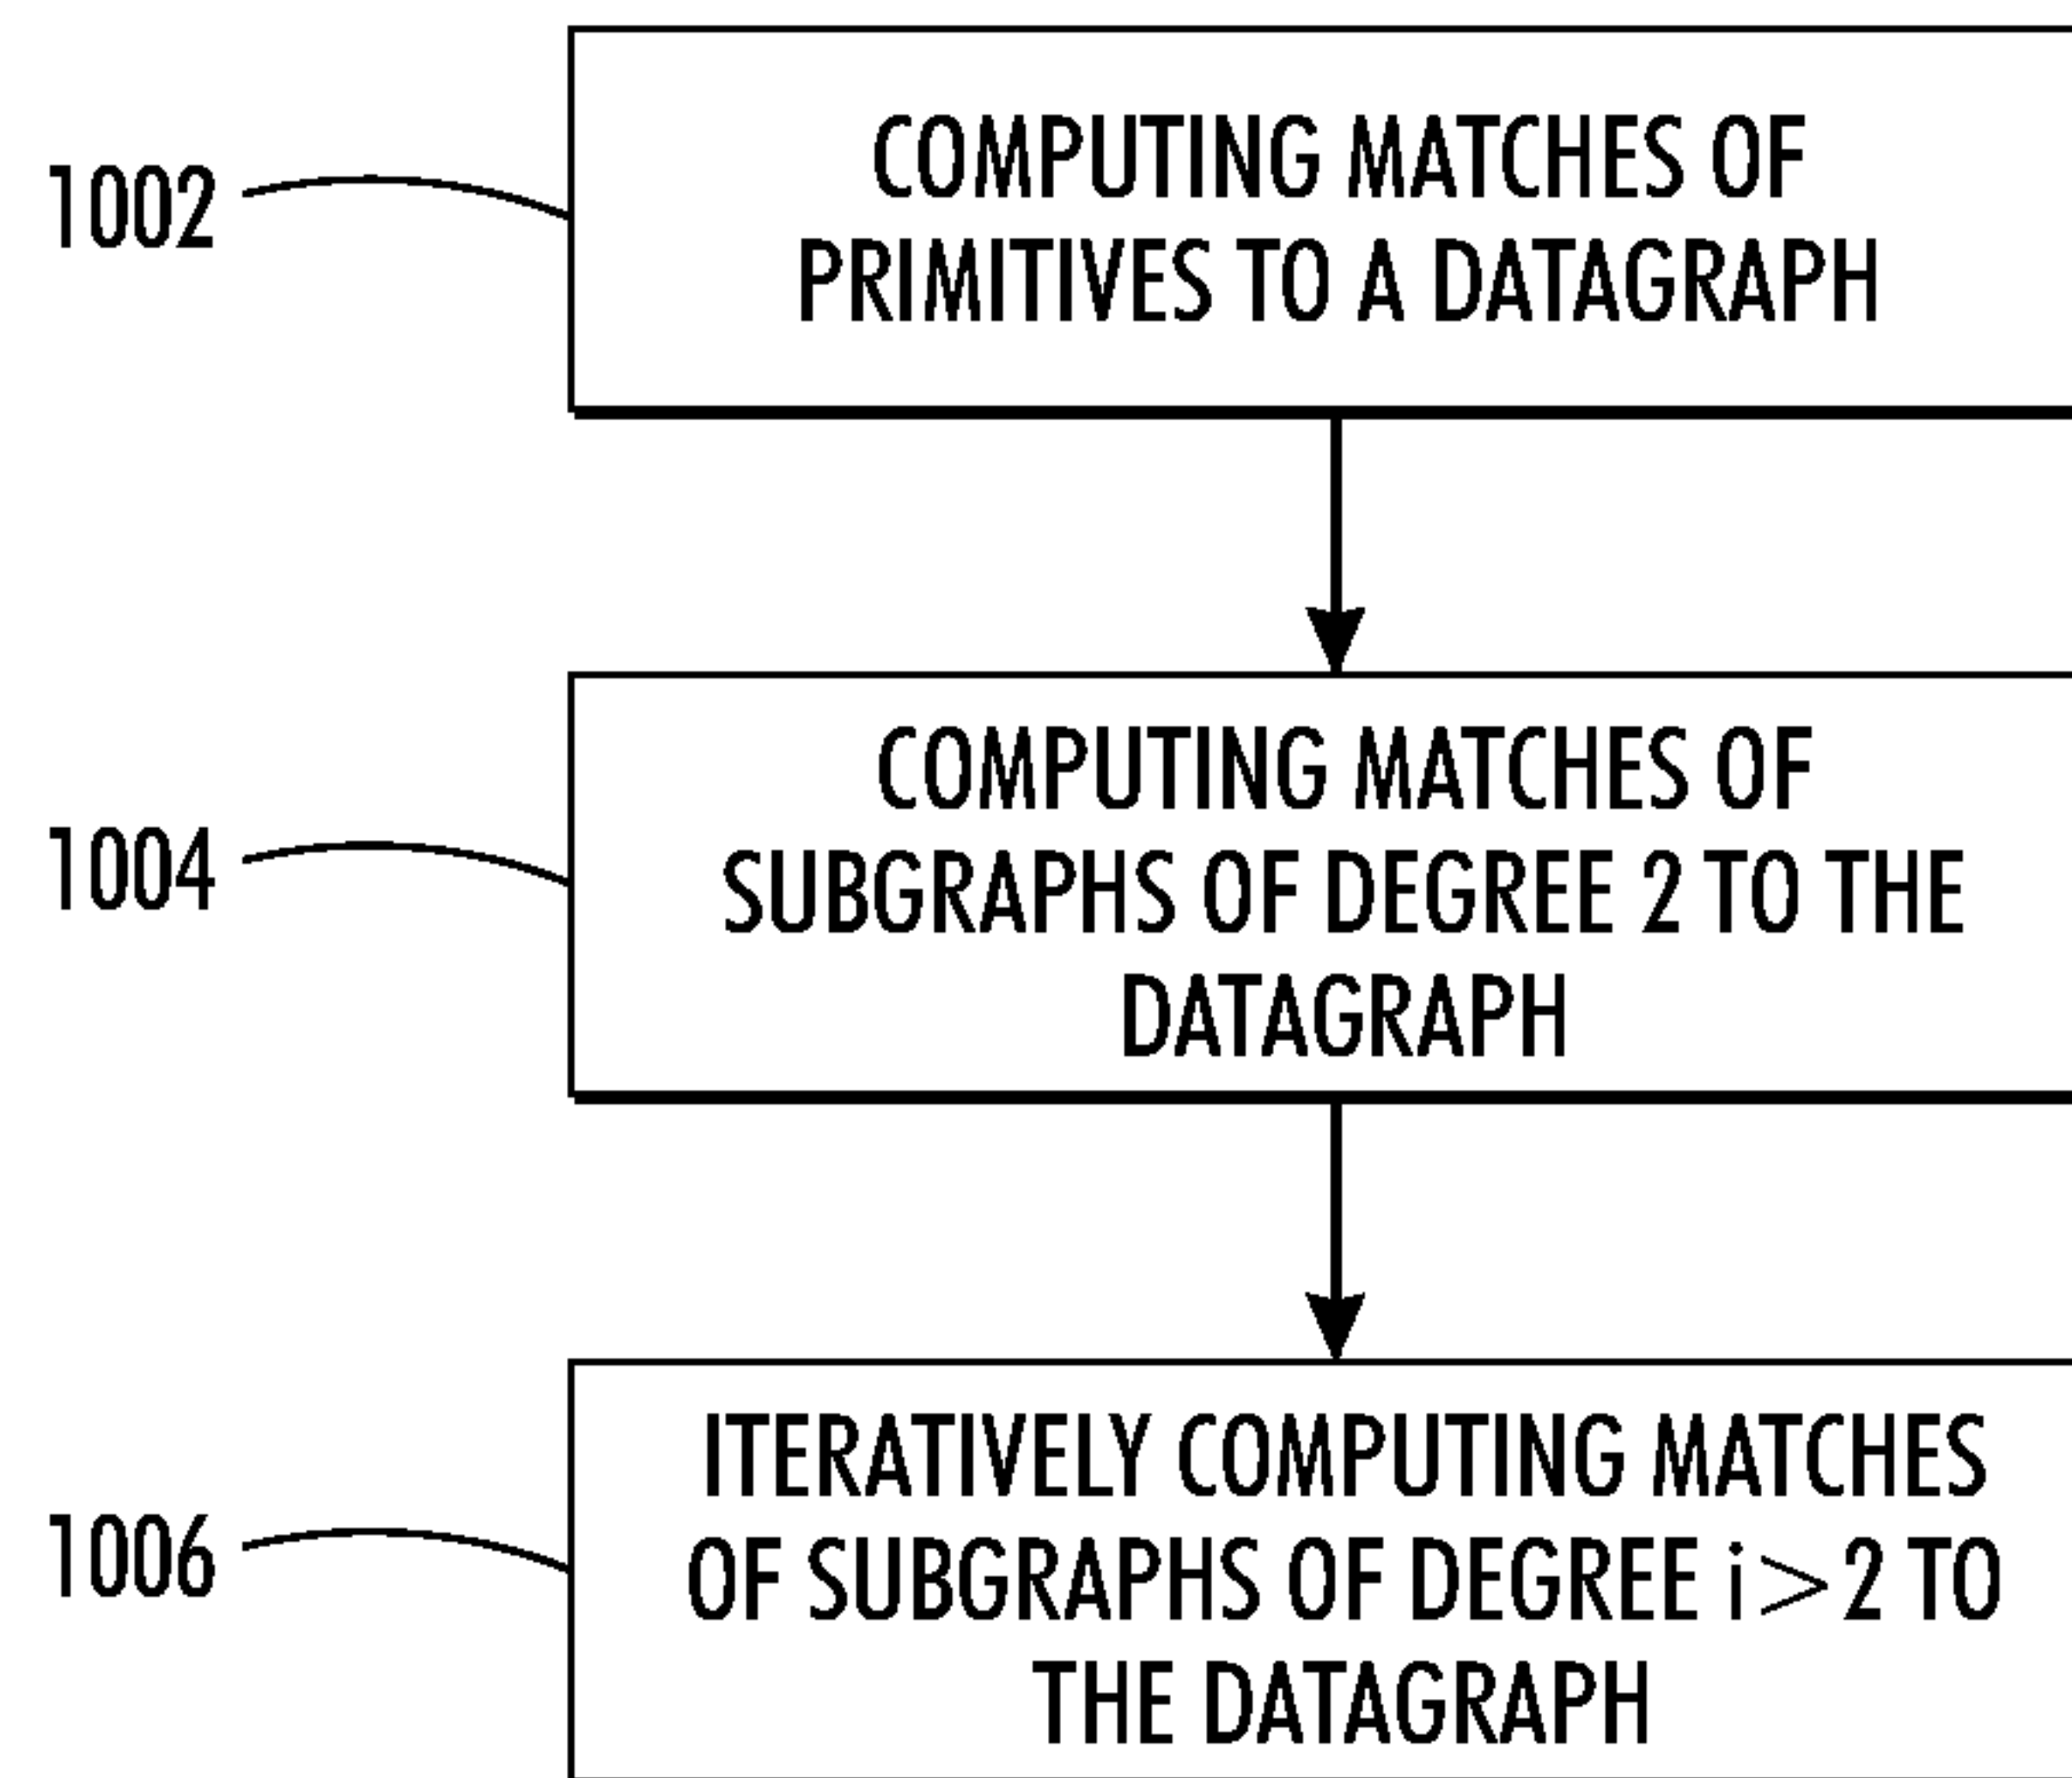 1002
COMPUTING MATCHES OF
PRIMITIVES TO A DATAGRAPH
1004
COMPUTING MATCHES OF
SUBGRAPHS OF DEGREE 2 TO THE
DATAGRAPH
1006
ITERATIVELY COMPUTING MATCHES
OF SUBGRAPHS OF DEGREE i>2 TO
THE DATAGRAPH